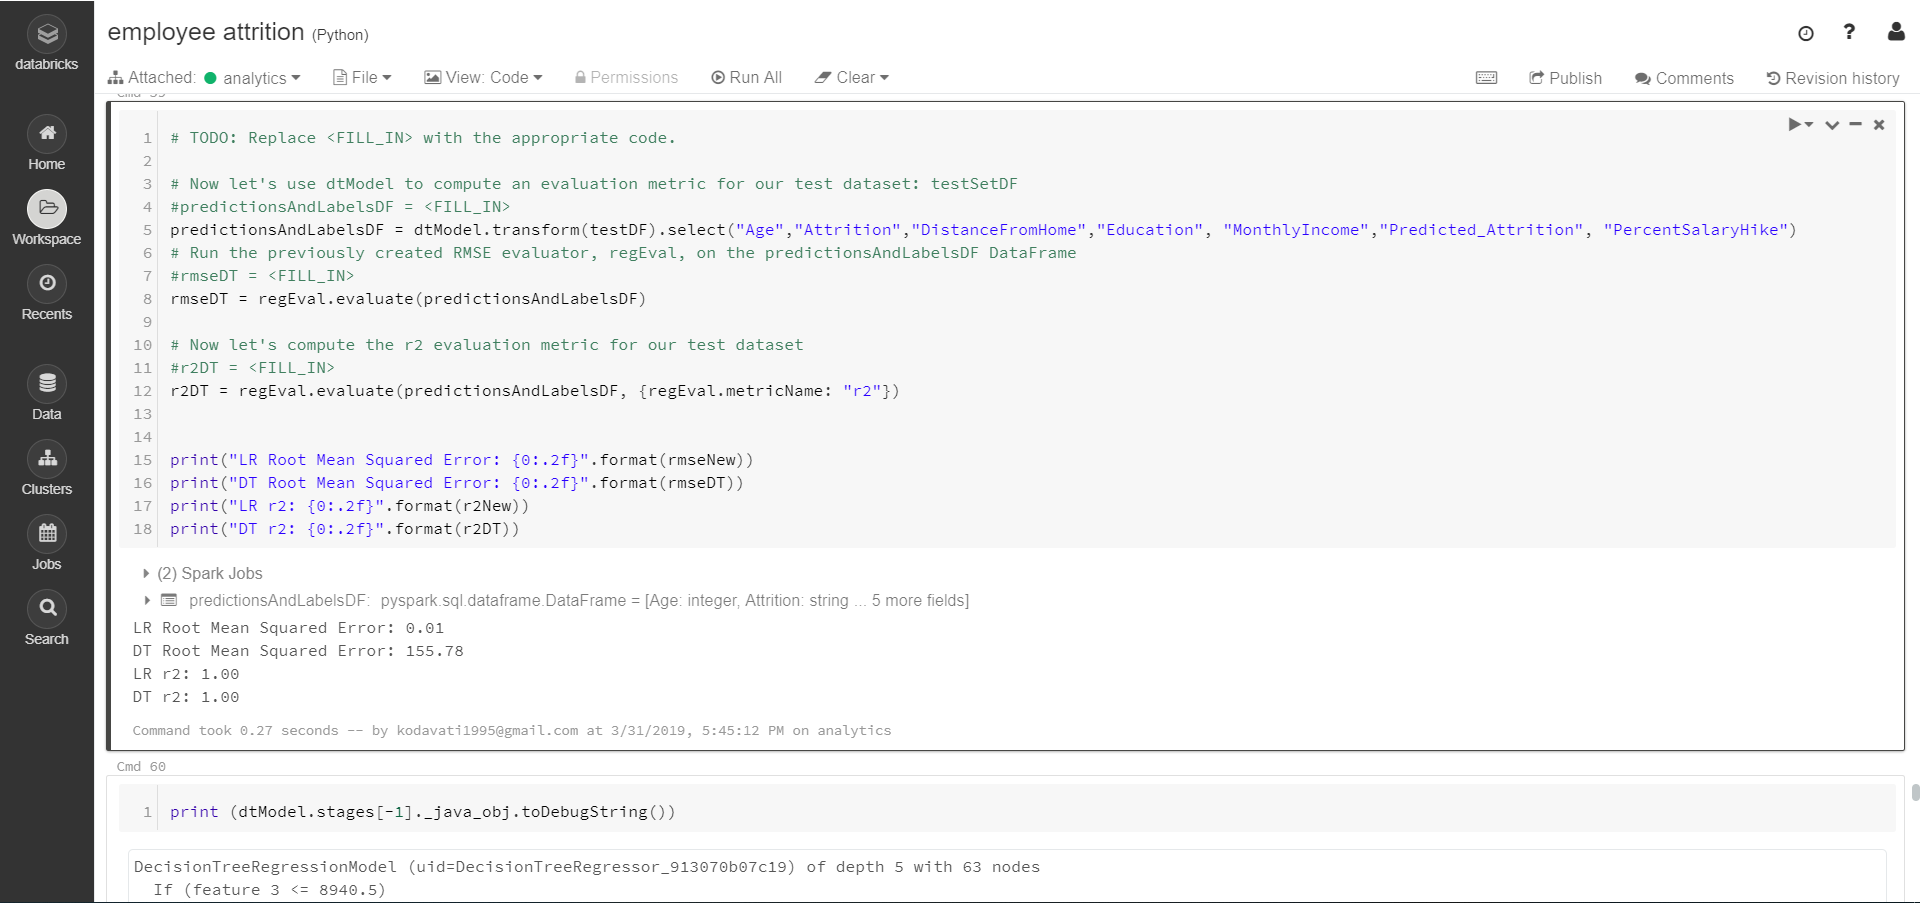 databricks
Home
Workspace
Recents
Data
Clusters
Jobs
Search
employee attrition (Python)
Attached: analytics File View: Code Permissions Run All Clear Publish Comments Revision history
1 # TODO: Replace <FILL_IN> with the appropriate code.
2
3 # Now let's use dtModel to compute an evaluation metric for our test dataset: testSetDF
4 #predictionsAndLabelsDF = <FILL_IN>
5 predictionsAndLabelsDF = dtModel.transform(testDF).select("Age","Attrition","DistanceFromHome","Education", "MonthlyIncome","Predicted_Attrition", "PercentSalaryHike")
6 # Run the previously created RMSE evaluator, regEval, on the predictionsAndLabelsDF DataFrame
7 #rmseDT = <FILL_IN>
8 rmseDT = regEval.evaluate(predictionsAndLabelsDF)
9
10 # Now let's compute the r2 evaluation metric for our test dataset
11 #r2DT = <FILL_IN>
12 r2DT = regEval.evaluate(predictionsAndLabelsDF, {regEval.metricName: "r2"})
13
14
15 print("LR Root Mean Squared Error: {0:.2f}".format(rmseNew))
16 print("DT Root Mean Squared Error: {0:.2f}".format(rmseDT))
17 print("LR r2: {0:.2f}".format(r2New))
18 print("DT r2: {0:.2f}".format(r2DT))
(2) Spark Jobs
predictionsAndLabelsDF: pyspark.sql.dataframe.DataFrame = [Age: integer, Attrition: string ... 5 more fields]
LR Root Mean Squared Error: 0.01
DT Root Mean Squared Error: 155.78
LR r2: 1.00
DT r2: 1.00
Command took 0.27 seconds -- by kodavati1995@gmail.com at 3/31/2019, 5:45:12 PM on analytics
Cmd 60
1 print (dtModel.stages[-1]._java_obj.toDebugString())
DecisionTreeRegressionModel (uid=DecisionTreeRegressor_913070b07c19) of depth 5 with 63 nodes
If (feature 3 <= 8940.5)